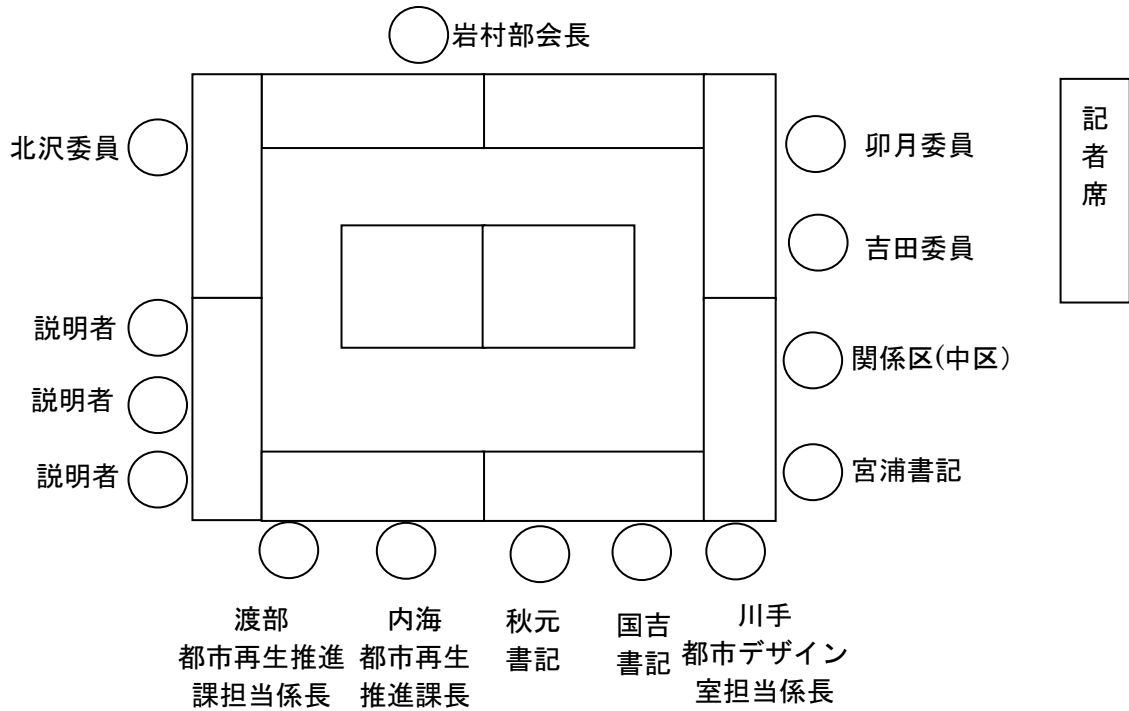 岩村部会長
北沢委員
卯月委員
記者席
吉田委員
説明者
関係区(中区)
説明者
説明者
宮浦書記
渡部
都市再生推進
課担当係長
内海
都市再生
推進課長
秋元
書記
国吉
書記
川手
都市デザイン
室担当係長